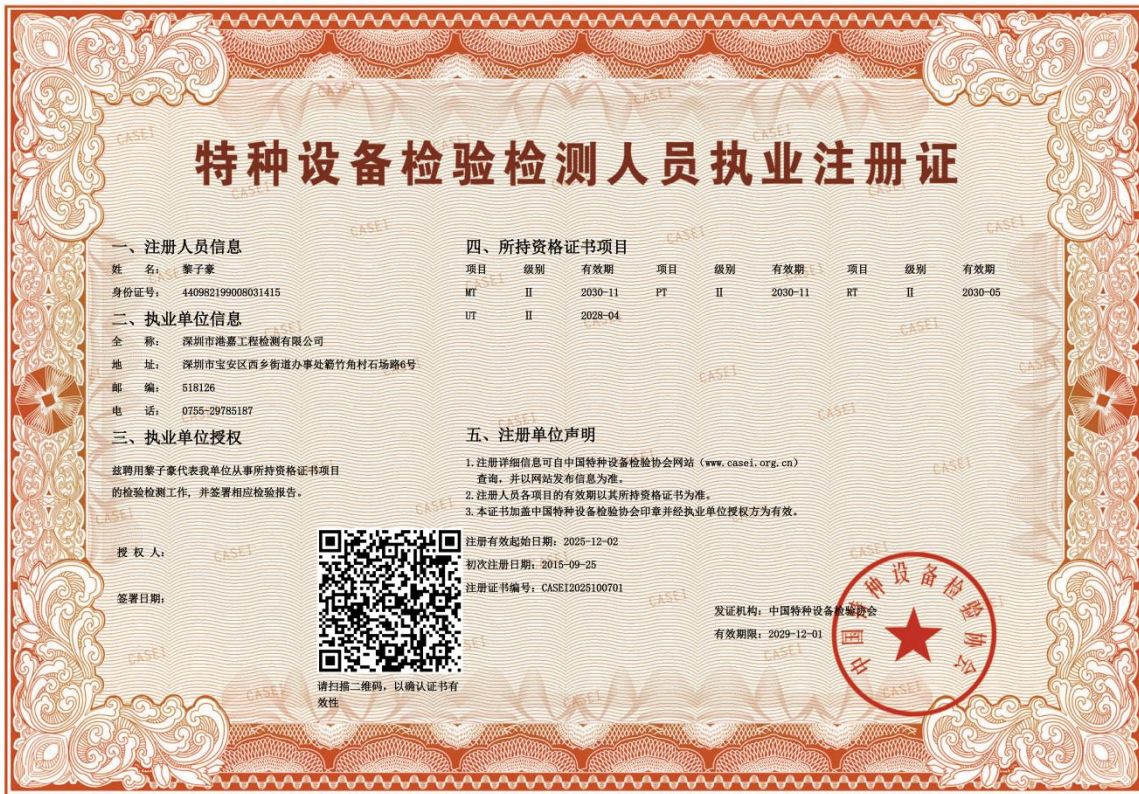 特种设备检验检测人员执业注册证
一、注册人员信息
姓 名: 黎子豪
身份证号: 440982199008031415
二、执业单位信息
全 称: 深圳市港嘉工程检测有限公司
地 址: 深圳市宝安区西乡街道办事处簕竹角村石场路6号
邮 编: 518126
电 话: 0755-29785187
三、执业单位授权
兹聘用黎子豪代表我单位从事所持资格证书项目
的检验检测工作, 并签署相应检验报告。
授 权 人:
签署日期:
请扫描二维码, 以确认证书有
效性
四、所持资格证书项目
项目 级别 有效期 项目 级别 有效期 项目 级别 有效期
MT II 2030-11 PT II 2030-11 RT II 2030-05
UT II 2028-04
五、注册单位声明
1.注册详细信息可自中国特种设备检验协会网站(www.casei.org.cn)
查询, 并以网站发布信息为准。
2.注册人员各项目的有效期以其所持资格证书为准。
3.本证书加盖中国特种设备检验协会印章并经执业单位授权方为有效。
注册有效起始日期: 2025-12-02
初次注册日期: 2015-09-25
注册证书编号: CASEI2025100701
发证机构: 中国特种设备检验协会
有效期限: 2029-12-01
中国特种设备检验协会
CASEI